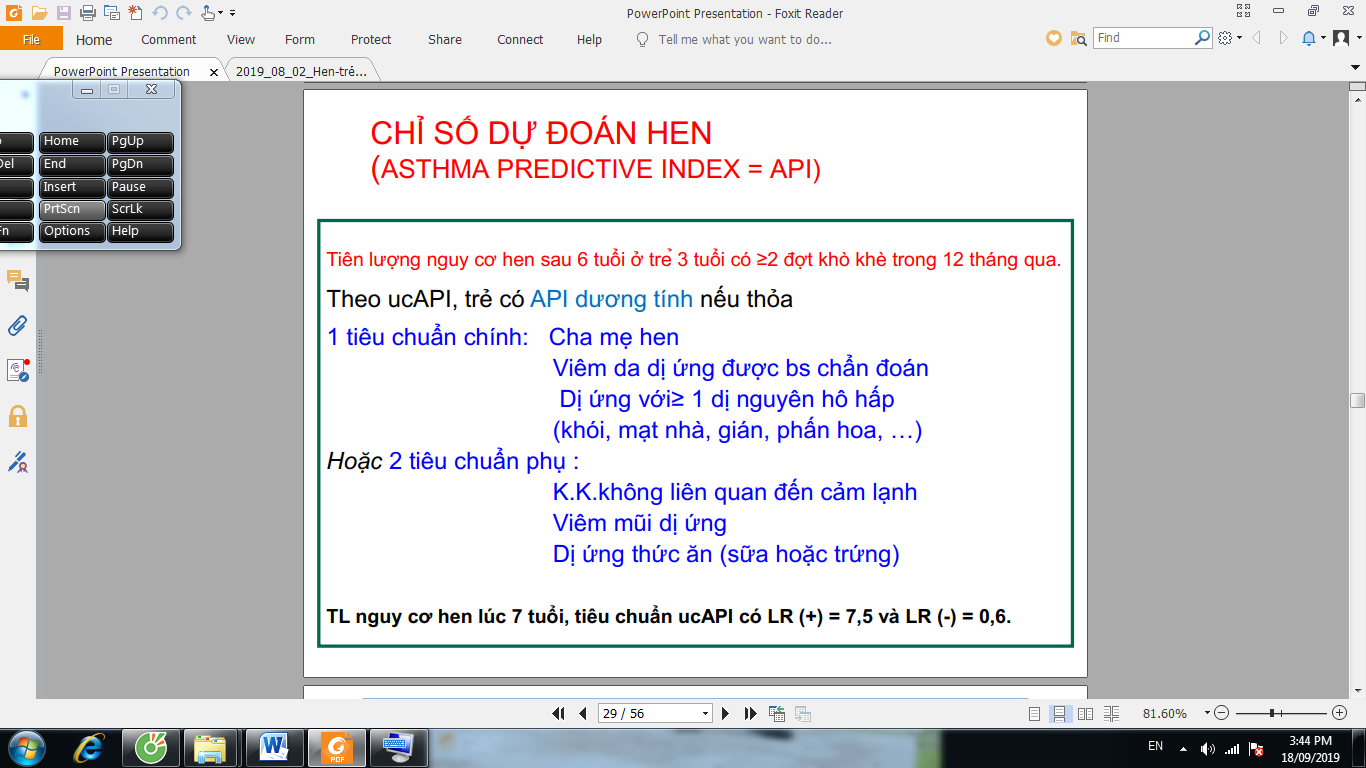 PowerPoint Presentation - Foxit Reader
File Home Comment View Form Protect Share Connect Help Tell me what you want to do... Find
PowerPoint Presentation x 2019_08_02_Hen-trẻ...
Home PgUp
Del End PgDn
Insert Pause
PrtScn ScrLk
Fn Options Help
CHỈ SỐ DỰ ĐOÁN HEN
(ASTHMA PREDICTIVE INDEX = API)
Tiên lượng nguy cơ hen sau 6 tuổi ở trẻ 3 tuổi có ≥2 đợt khò khè trong 12 tháng qua.
Theo ucAPI, trẻ có API dương tính nếu thỏa
1 tiêu chuẩn chính: Cha mẹ hen
Viêm da dị ứng được bs chẩn đoán
Dị ứng với≥ 1 dị nguyên hô hấp
(khói, mạt nhà, gián, phấn hoa, ...)
Hoặc 2 tiêu chuẩn phụ :
K.K.không liên quan đến cảm lạnh
Viêm mũi dị ứng
Dị ứng thức ăn (sữa hoặc trứng)
TL nguy cơ hen lúc 7 tuổi, tiêu chuẩn ucAPI có LR (+) = 7,5 và LR (-) = 0,6.
29 / 56 81.60%
EN 3:44 PM
18/09/2019